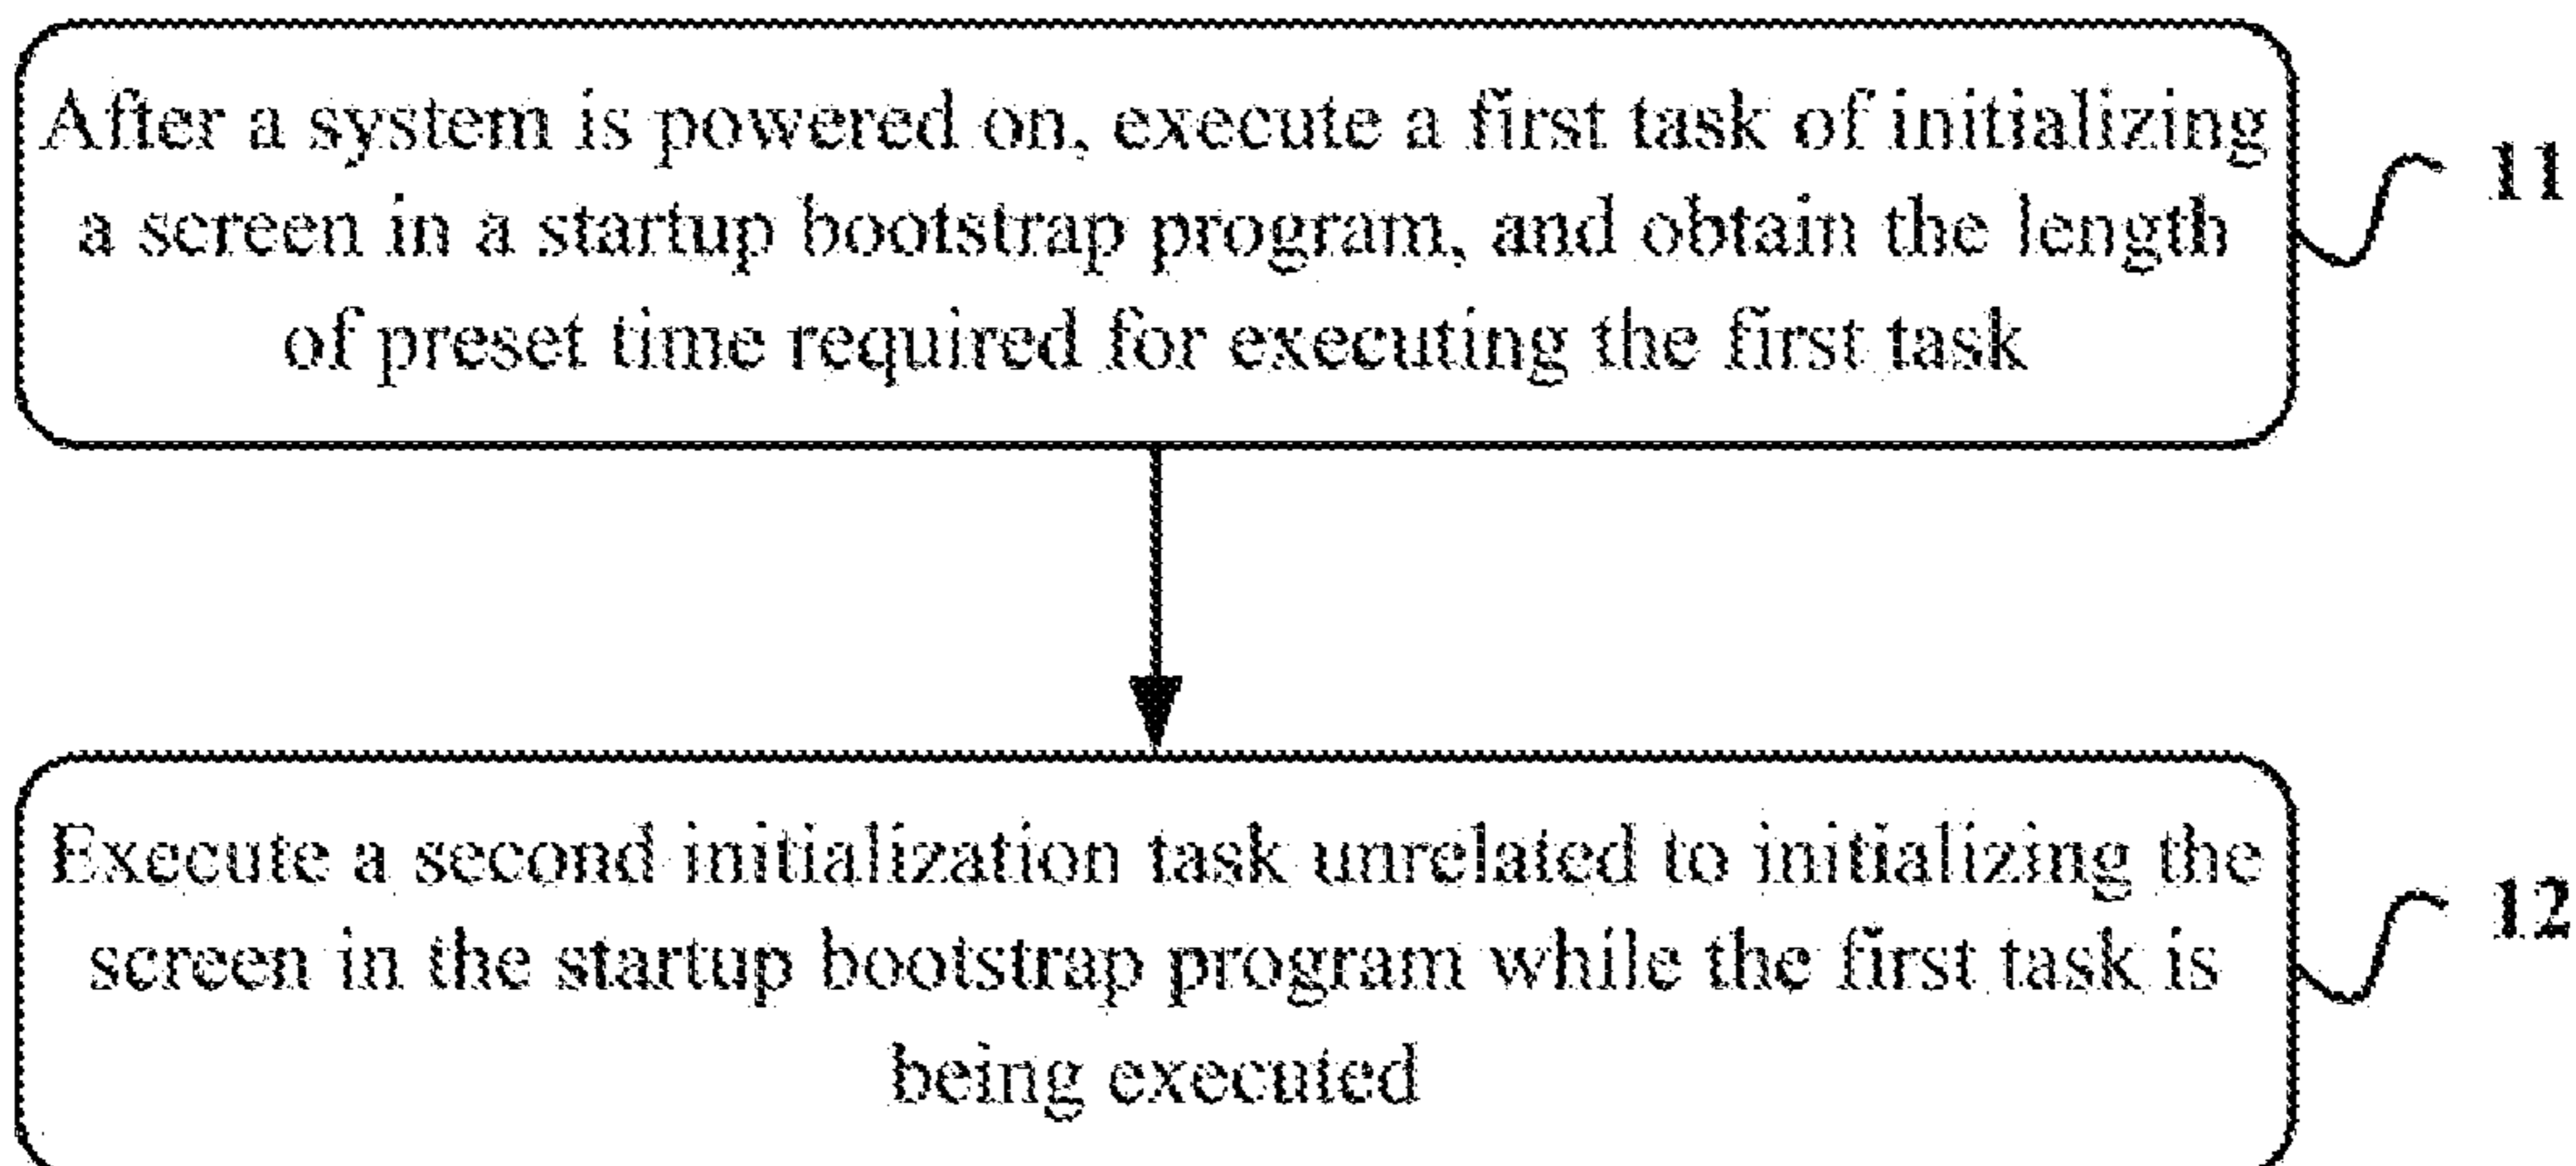 After a system is powered on, execute a first task of initializing
a screen in a startup bootstrap program, and obtain the length
of preset time required for executing the first task
11
Execute a second initialization task unrelated to initializing the
screen in the startup bootstrap program while the first task is
being executed
12